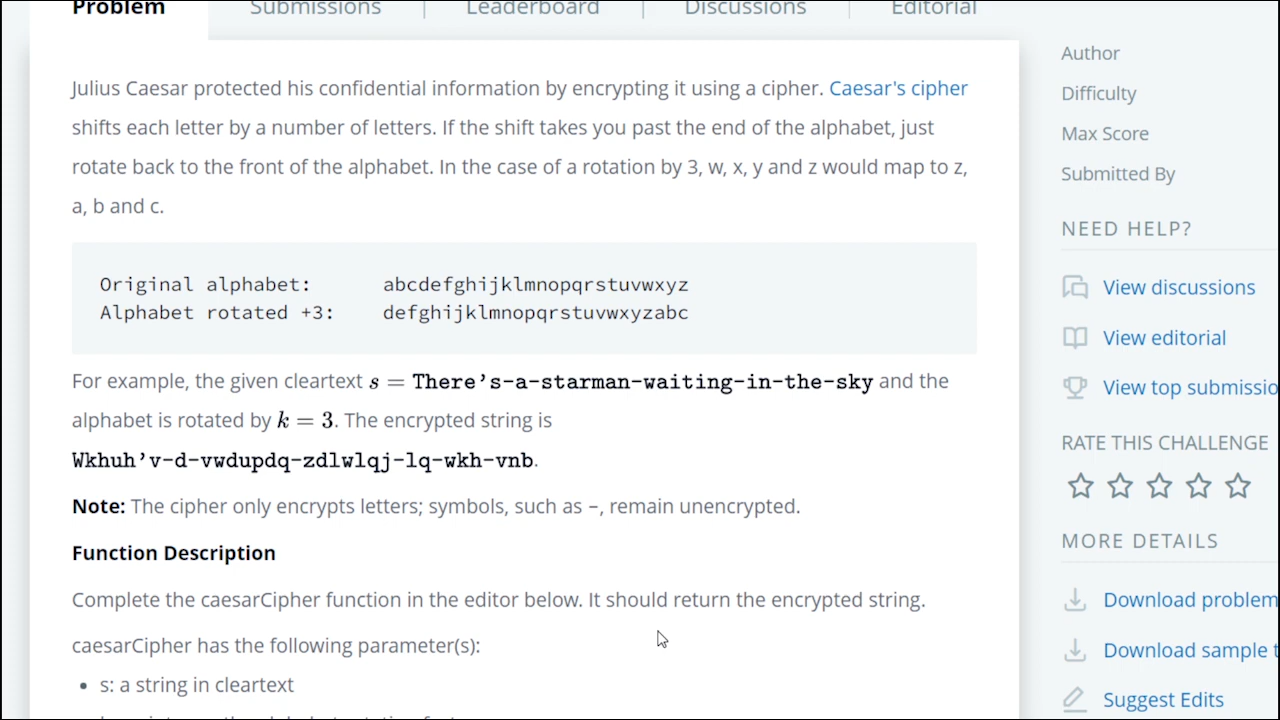 Problem Submissions Leaderboard Discussions Editorial
Julius Caesar protected his confidential information by encrypting it using a cipher. Caesar's cipher
shifts each letter by a number of letters. If the shift takes you past the end of the alphabet, just
rotate back to the front of the alphabet. In the case of a rotation by 3, w, x, y and z would map to z,
a, b and c.
Original alphabet: abcdefghijklmnopqrstuvwxyz
Alphabet rotated +3: defghijklmnopqrstuvwxyzabc
For example, the given cleartext s = There’s-a-starman-waiting-in-the-sky and the
alphabet is rotated by k = 3. The encrypted string is
Wkhuh’v-d-vwdupdq-zdlwlqj-lq-wkh-vnb.
Note: The cipher only encrypts letters; symbols, such as -, remain unencrypted.
Function Description
Complete the caesarCipher function in the editor below. It should return the encrypted string.
caesarCipher has the following parameter(s):
• s: a string in cleartext
Author
Difficulty
Max Score
Submitted By
NEED HELP?
View discussions
View editorial
View top submissio
RATE THIS CHALLENGE
MORE DETAILS
Download problem
Download sample t
Suggest Edits